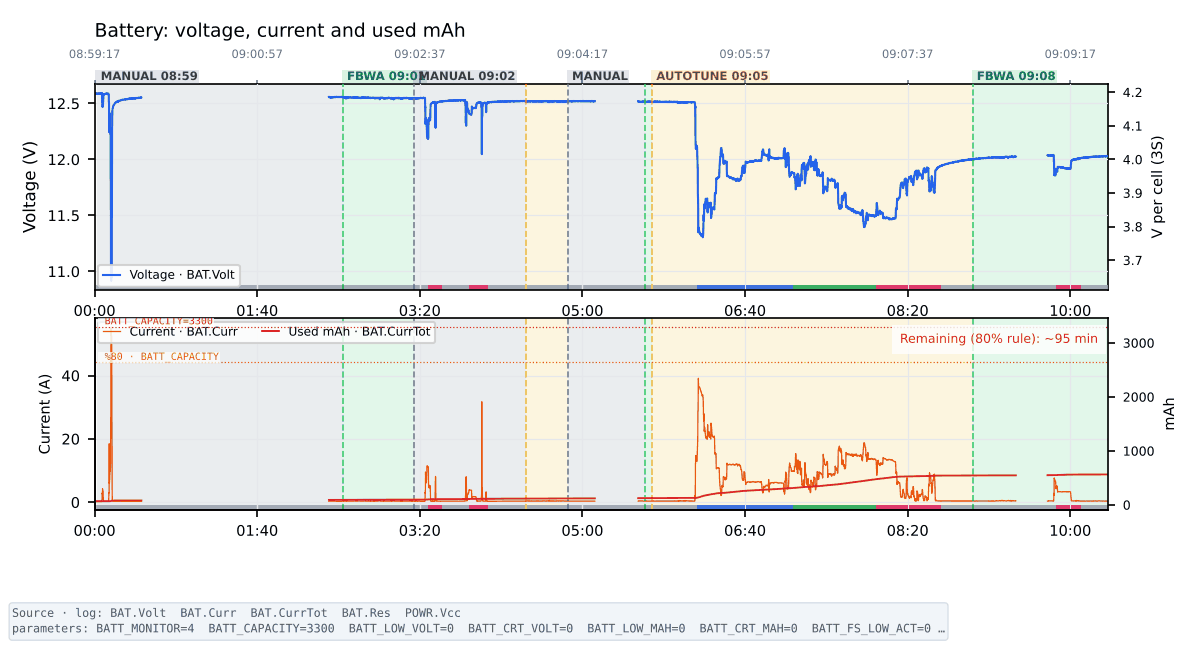 Battery: voltage, current and used mAh
08:59:17 09:00:57 09:02:37 09:04:17 09:05:57 09:07:37 09:09:17
MANUAL 08:59 FBWA 09:01 MANUAL 09:02 MANUAL AUTOTUNE 09:05 FBWA 09:08
Voltage (V)
12.5
12.0
11.5
11.0
4.2
4.1
4.0
3.9
3.8
3.7
V per cell (3S)
Voltage · BAT.Volt
00:00 01:40 03:20 05:00 06:40 08:20 10:00
BATT_CAPACITY=3300
Current · BAT.Curr Used mAh · BAT.CurrTot
Remaining (80% rule): ~95 min
%80 · BATT_CAPACITY
Current (A)
40
20
0
3000
2000
1000
0
mAh
00:00 01:40 03:20 05:00 06:40 08:20 10:00
Source · log: BAT.Volt BAT.Curr BAT.CurrTot BAT.Res POWR.Vcc
parameters: BATT_MONITOR=4 BATT_CAPACITY=3300 BATT_LOW_VOLT=0 BATT_CRT_VOLT=0 BATT_LOW_MAH=0 BATT_CRT_MAH=0 BATT_FS_LOW_ACT=0 …